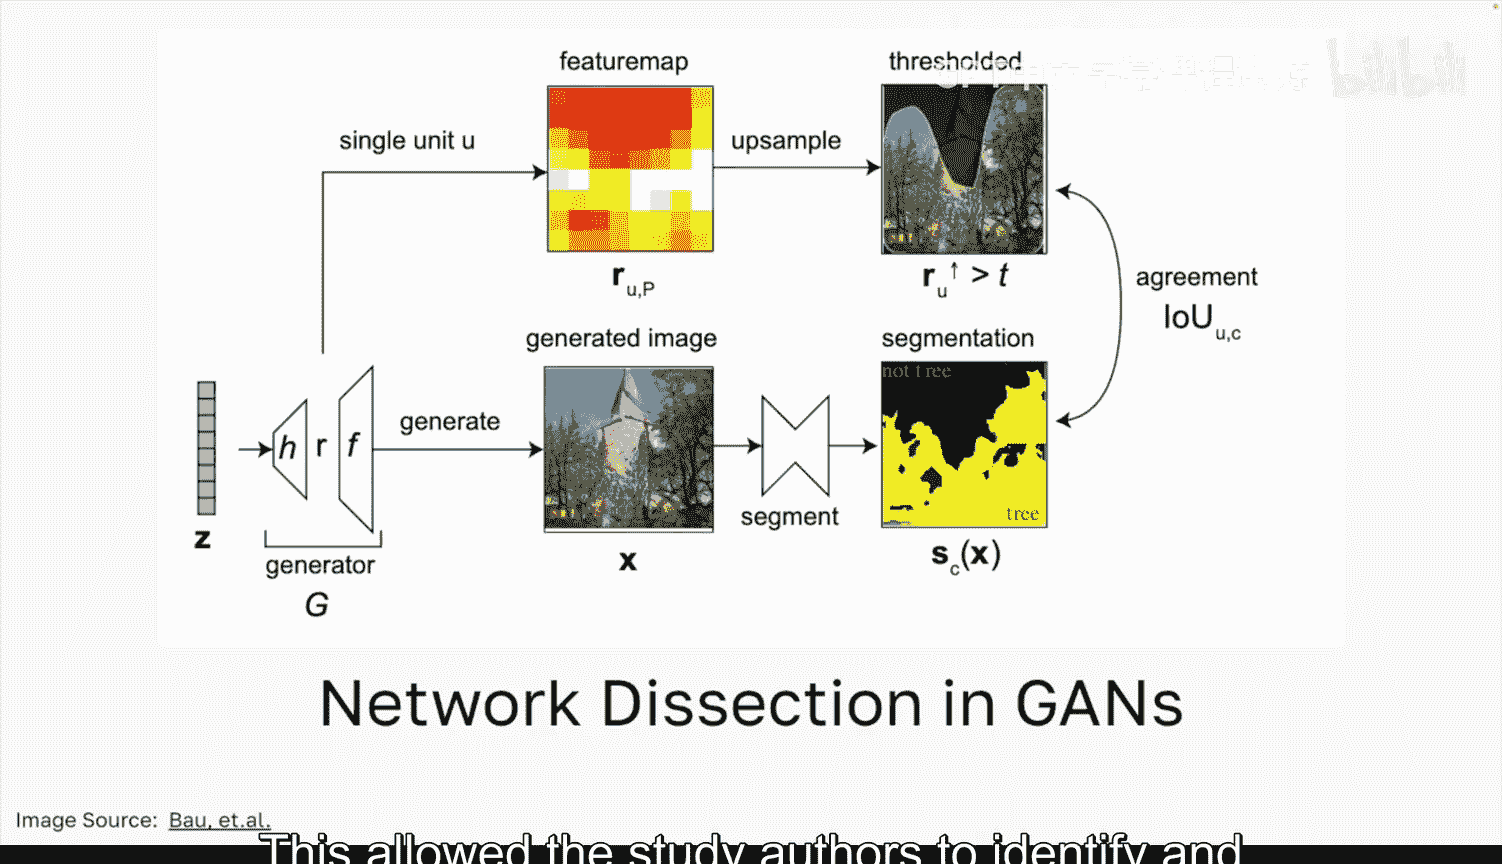 featuremap
thresholded
single unit u
upsample
r u,P
r u ↑ > t
agreement
IoU u,c
generated image
segmentation
not tree
h r f
generate
segment
tree
z
x
s c (x)
generator
G
Network Dissection in GANs
Image Source: Bau, et.al.
This allowed the study authors to identify and
bilibili